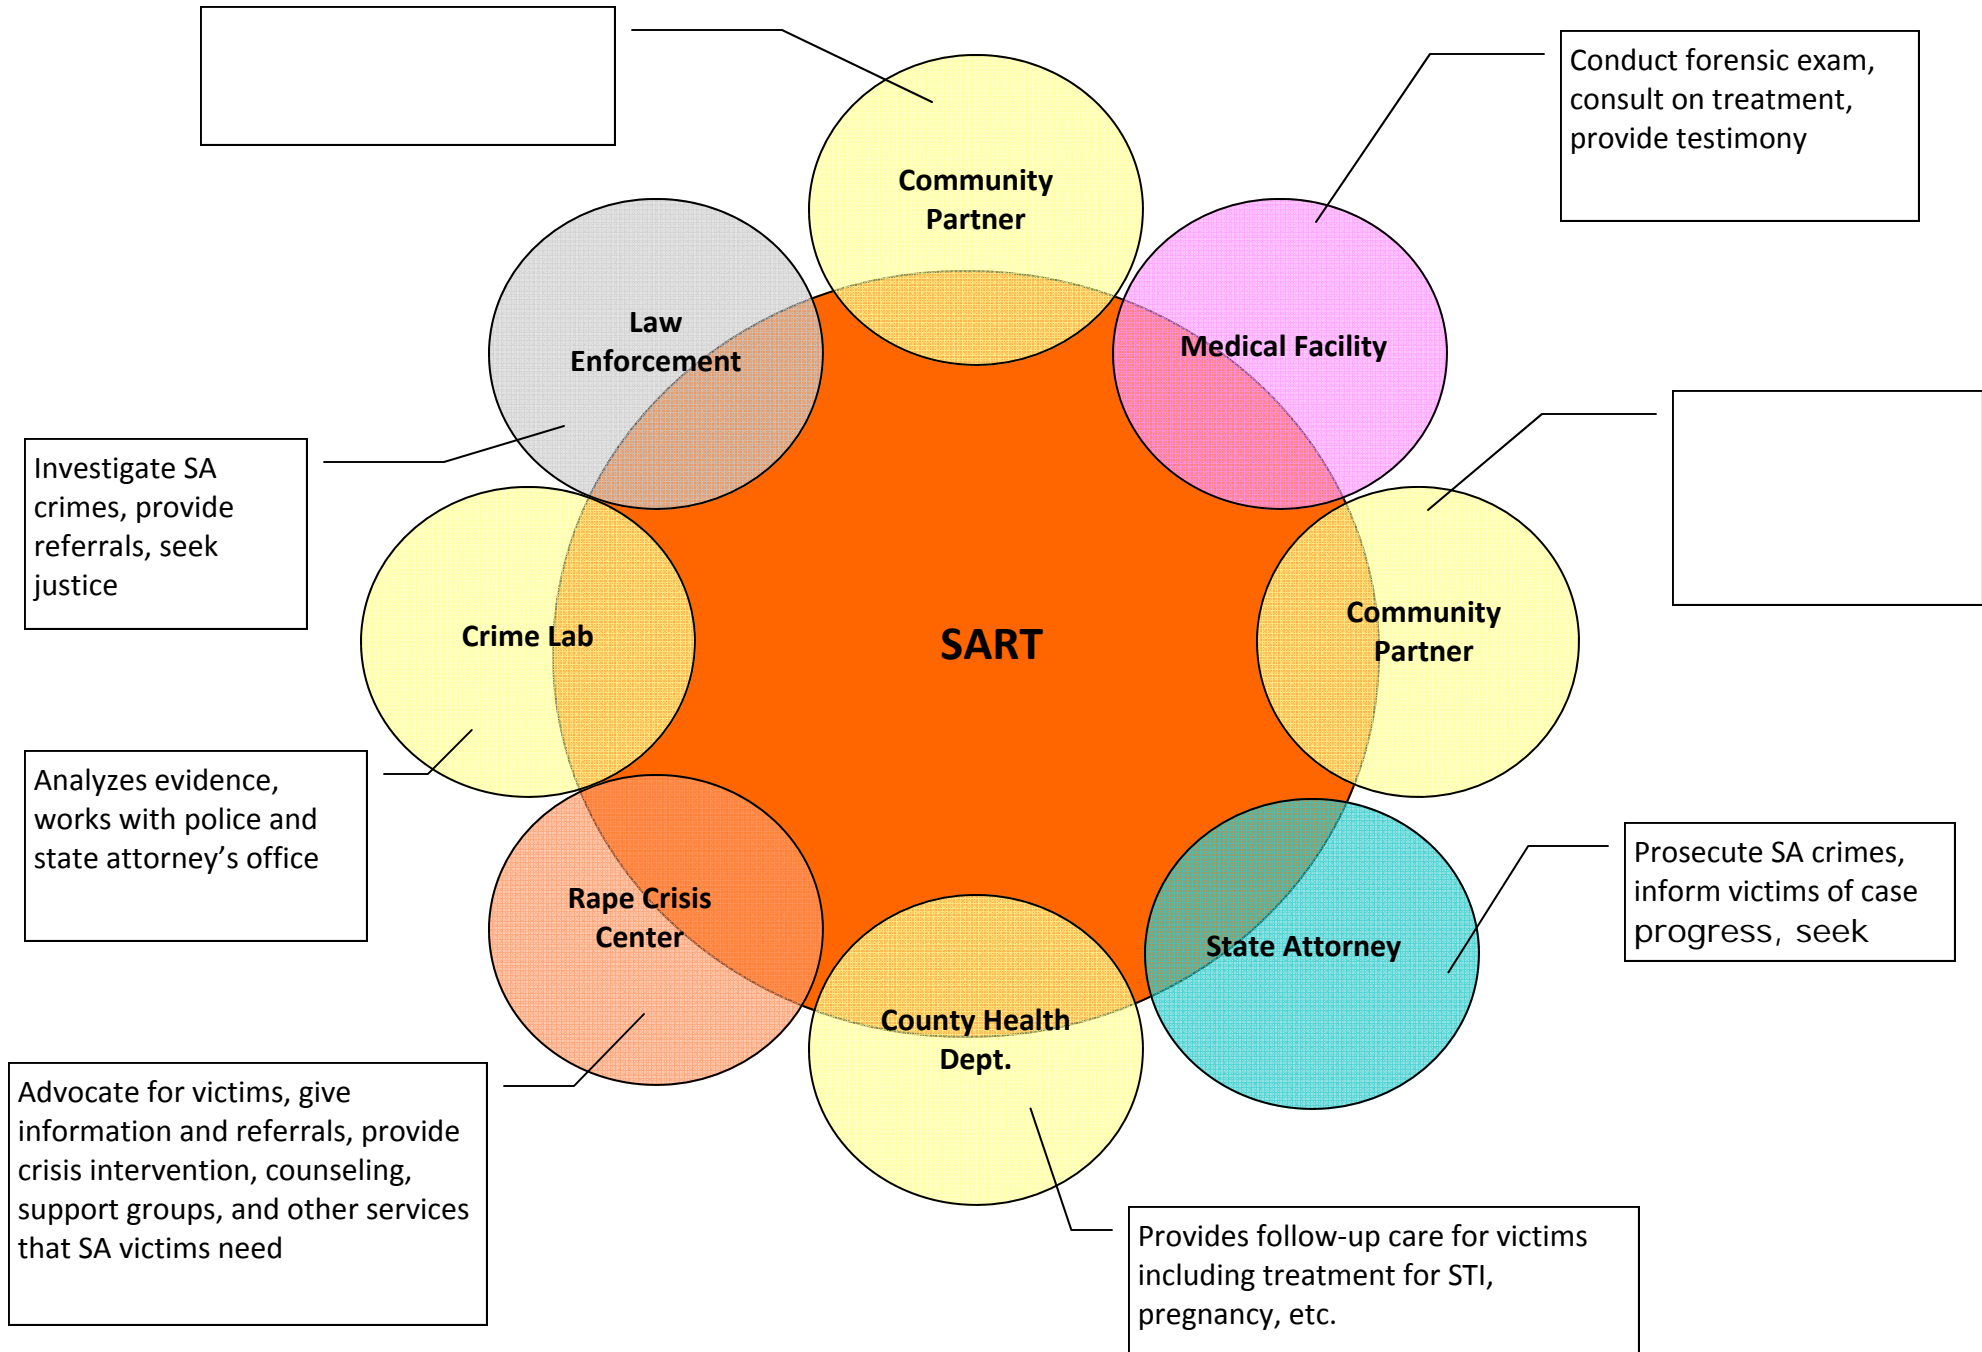 Conduct forensic exam,
consult on treatment,
provide testimony
Community
Partner
Law
Enforcement
Medical Facility
Investigate SA
crimes, provide
referrals, seek
justice
Crime Lab
SART
Community
Partner
Analyzes evidence,
works with police and
state attorney’s office
Rape Crisis
Center
State Attorney
Prosecute SA crimes,
inform victims of case
progress, seek
County Health
Dept.
Advocate for victims, give
information and referrals, provide
crisis intervention, counseling,
support groups, and other services
that SA victims need
Provides follow-up care for victims
including treatment for STI,
pregnancy, etc.